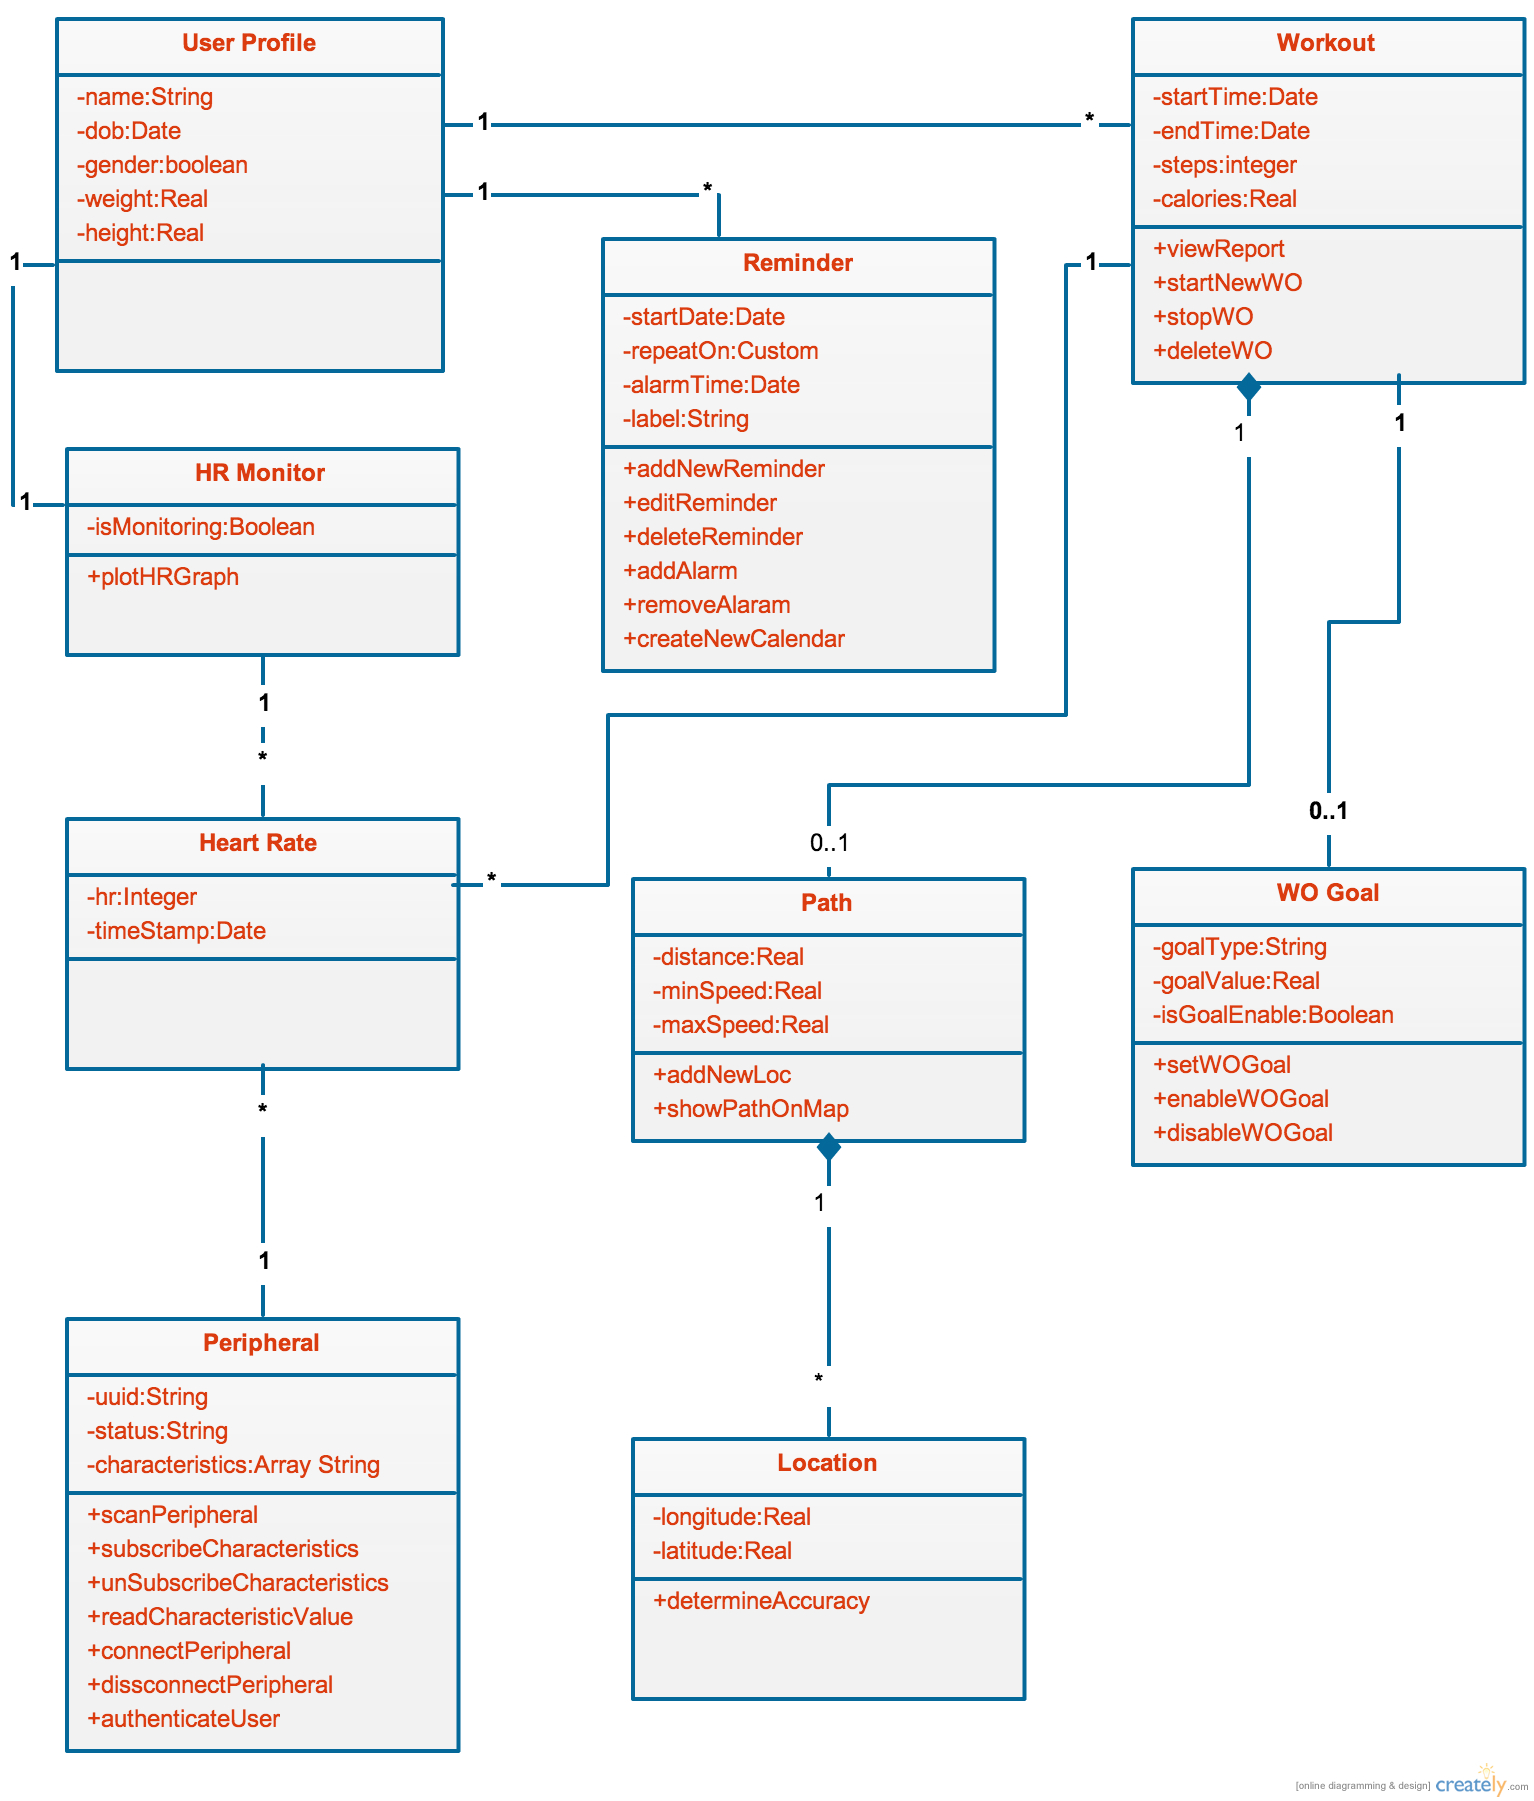 User Profile
-name:String
-dob:Date
-gender:boolean
-weight:Real
-height:Real
1
*
1
*
1
1
Workout
-startTime:Date
-endTime:Date
-steps:integer
-calories:Real
+viewReport
+startNewWO
+stopWO
+deleteWO
1
1
1
Reminder
-startDate:Date
-repeatOn:Custom
-alarmTime:Date
-label:String
+addNewReminder
+editReminder
+deleteReminder
+addAlarm
+removeAlaram
+createNewCalendar
HR Monitor
-isMonitoring:Boolean
+plotHRGraph
1
*
Heart Rate
-hr:Integer
-timeStamp:Date
*
*
1
0..1
Path
-distance:Real
-minSpeed:Real
-maxSpeed:Real
+addNewLoc
+showPathOnMap
1
*
0..1
WO Goal
-goalType:String
-goalValue:Real
-isGoalEnable:Boolean
+setWOGoal
+enableWOGoal
+disableWOGoal
Peripheral
-uuid:String
-status:String
-characteristics:Array String
+scanPeripheral
+subscribeCharacteristics
+unSubscribeCharacteristics
+readCharacteristicValue
+connectPeripheral
+dissconnectPeripheral
+authenticateUser
Location
-longitude:Real
-latitude:Real
+determineAccuracy
[online diagramming & design] creately.com